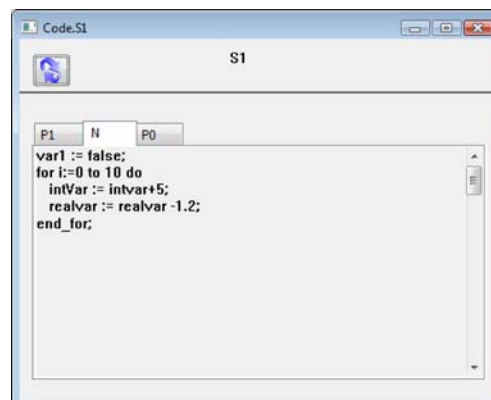 Code.S1
S1
P1 N P0
var1 := false;
for i:=0 to 10 do
intVar := intvar+5;
realvar := realvar -1.2;
end_for;